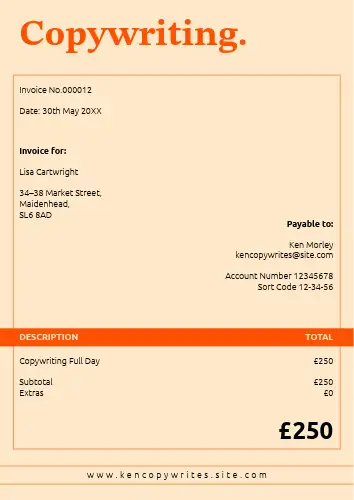 Copywriting.
Invoice No.000012
Date: 30th May 20XX
Invoice for:
Lisa Cartwright
34–38 Market Street,
Maidenhead,
SL6 8AD
Payable to:
Ken Morley
kencopywrites@site.com
Account Number 12345678
Sort Code 12-34-56
DESCRIPTION TOTAL
Copywriting Full Day £250
Subtotal £250
Extras £0
£250
www.kencopywrites.site.com